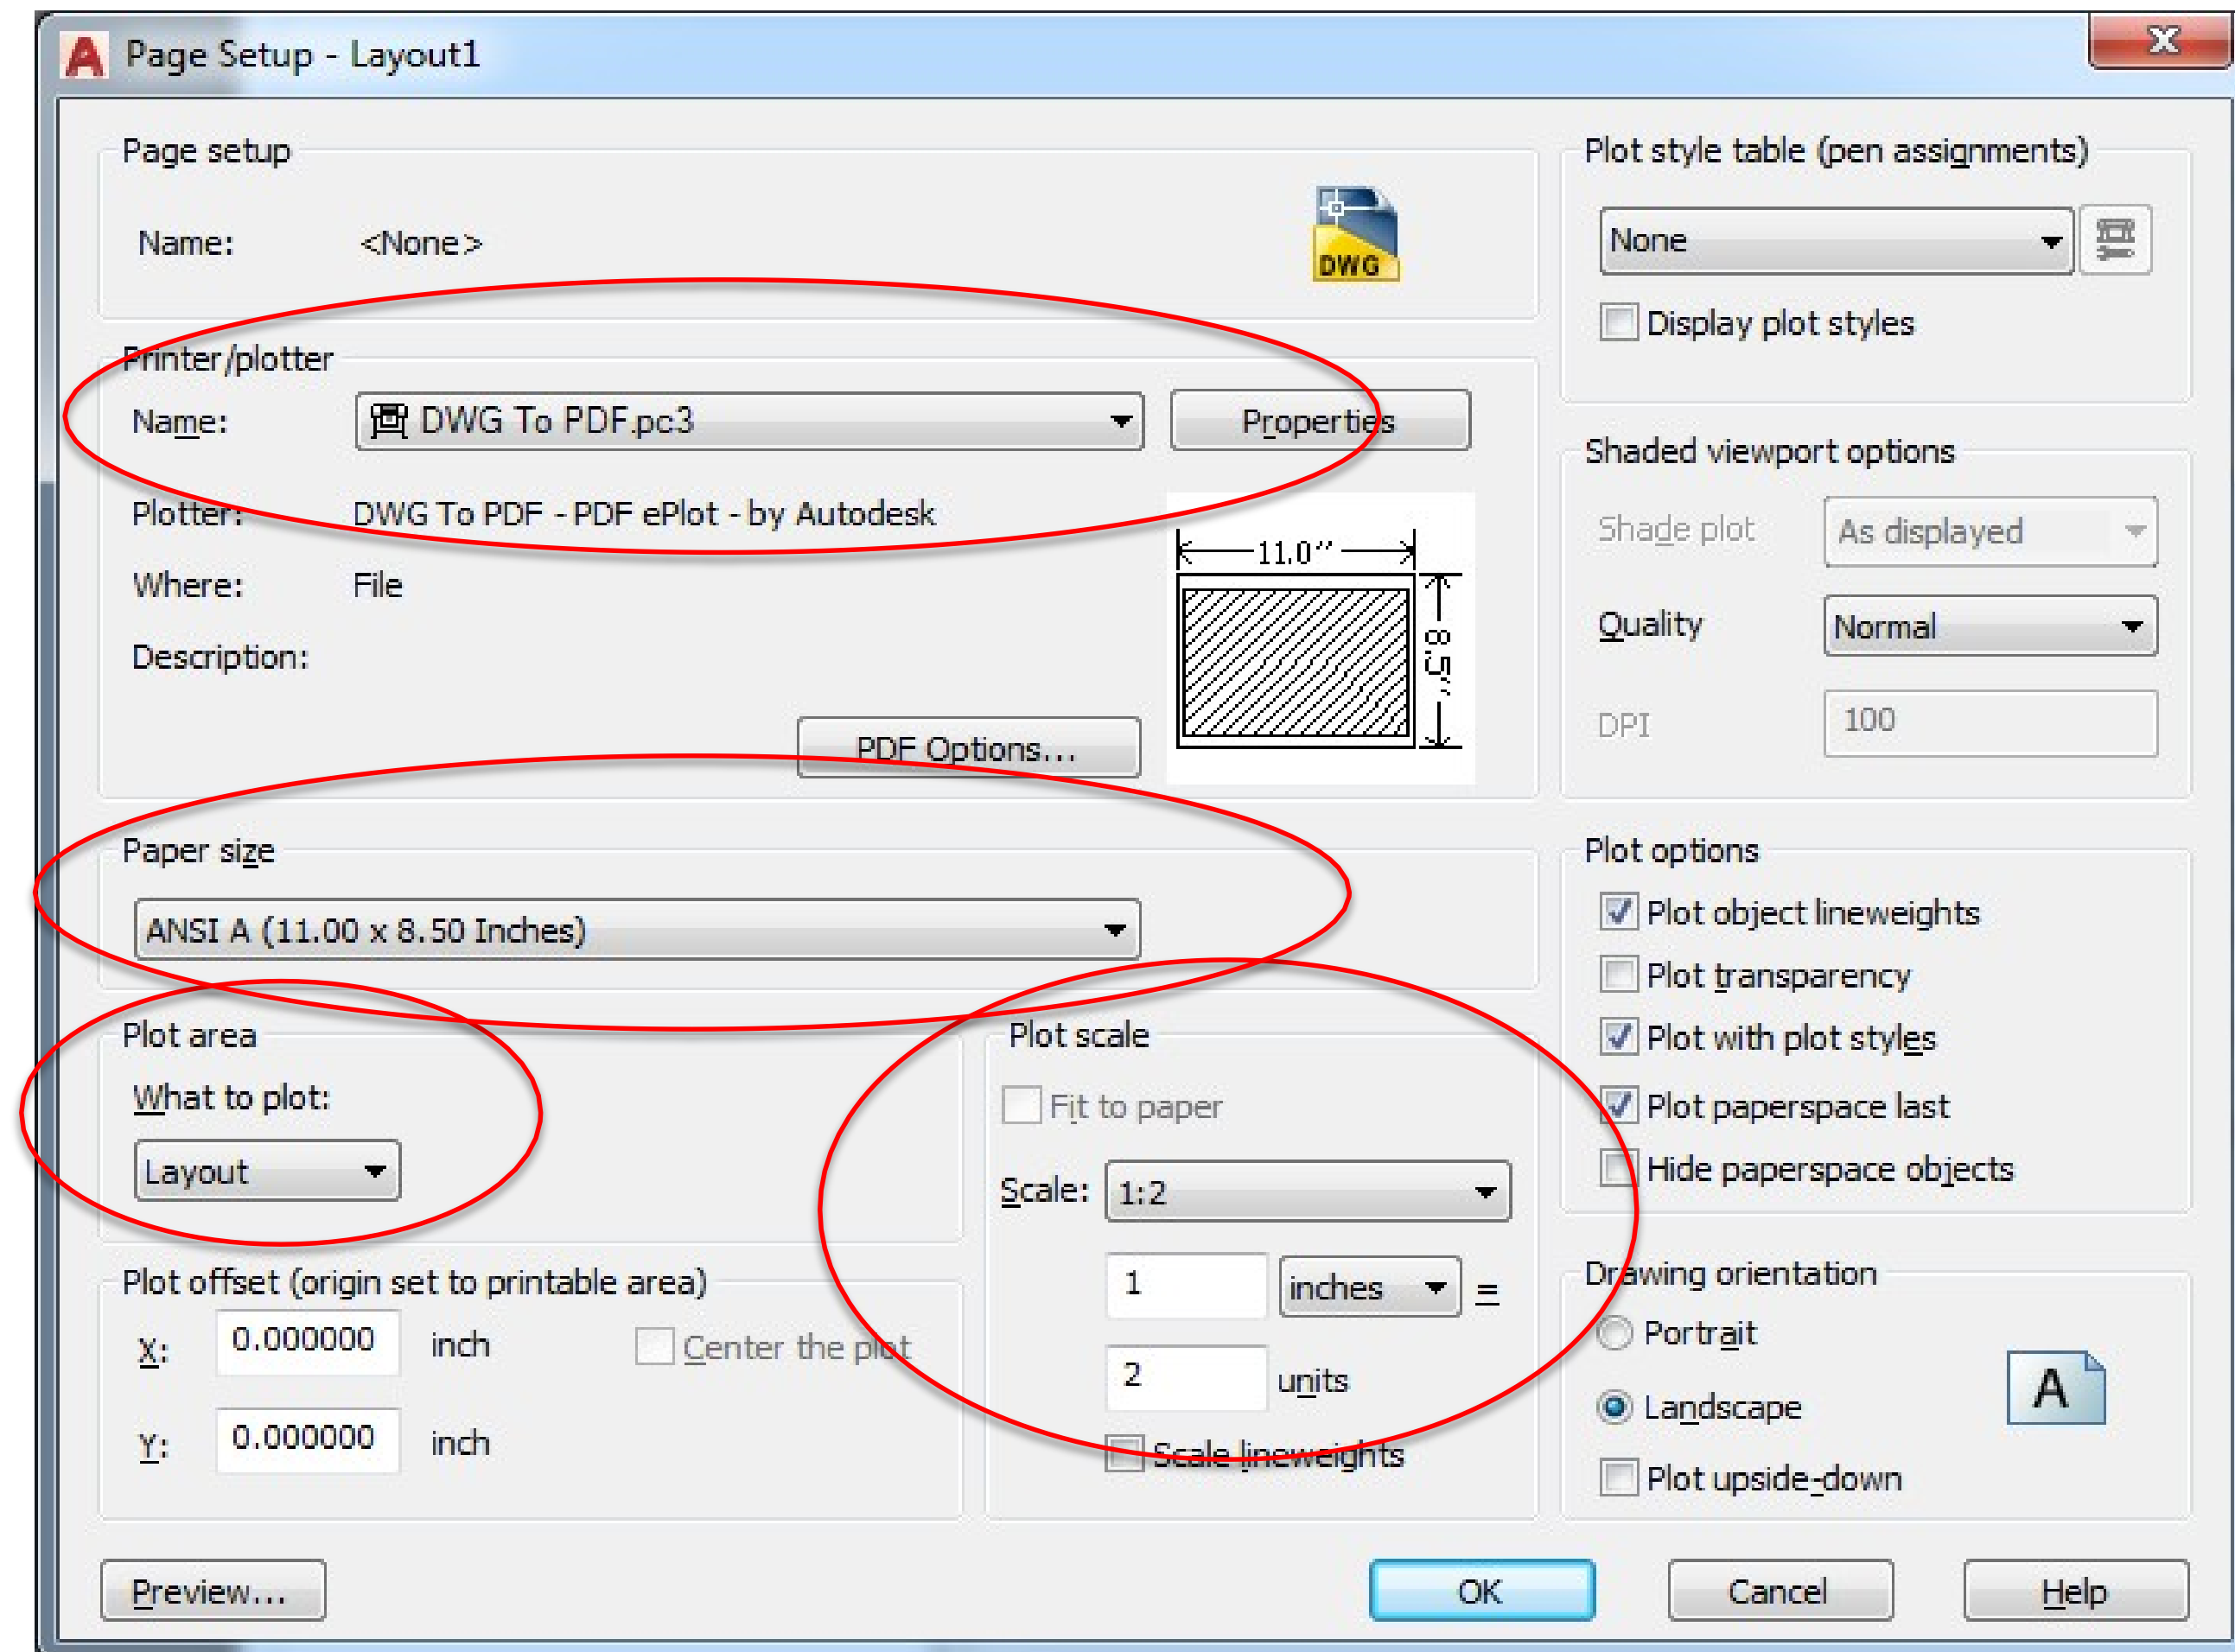 Page Setup - Layout1
Page setup
Name: <None>
DWG
Printer/plotter
Name: DWG To PDF.pc3 Properties
Plotter: DWG To PDF - PDF ePlot - by Autodesk
Where: File
Description:
11.0''
8.5''
PDF Options...
Paper size
ANSI A (11.00 x 8.50 Inches)
Plot area
What to plot:
Layout
Plot scale
Fit to paper
Scale: 1:2
1 inches =
2 units
Scale lineweights
Plot offset (origin set to printable area)
X: 0.000000 inch Center the plot
Y: 0.000000 inch
Plot style table (pen assignments)
None
Display plot styles
Shaded viewport options
Shade plot As displayed
Quality Normal
DPI 100
Plot options
Plot object lineweights
Plot transparency
Plot with plot styles
Plot paperspace last
Hide paperspace objects
Drawing orientation
Portrait
Landscape
A
Plot upside-down
Preview... OK Cancel Help